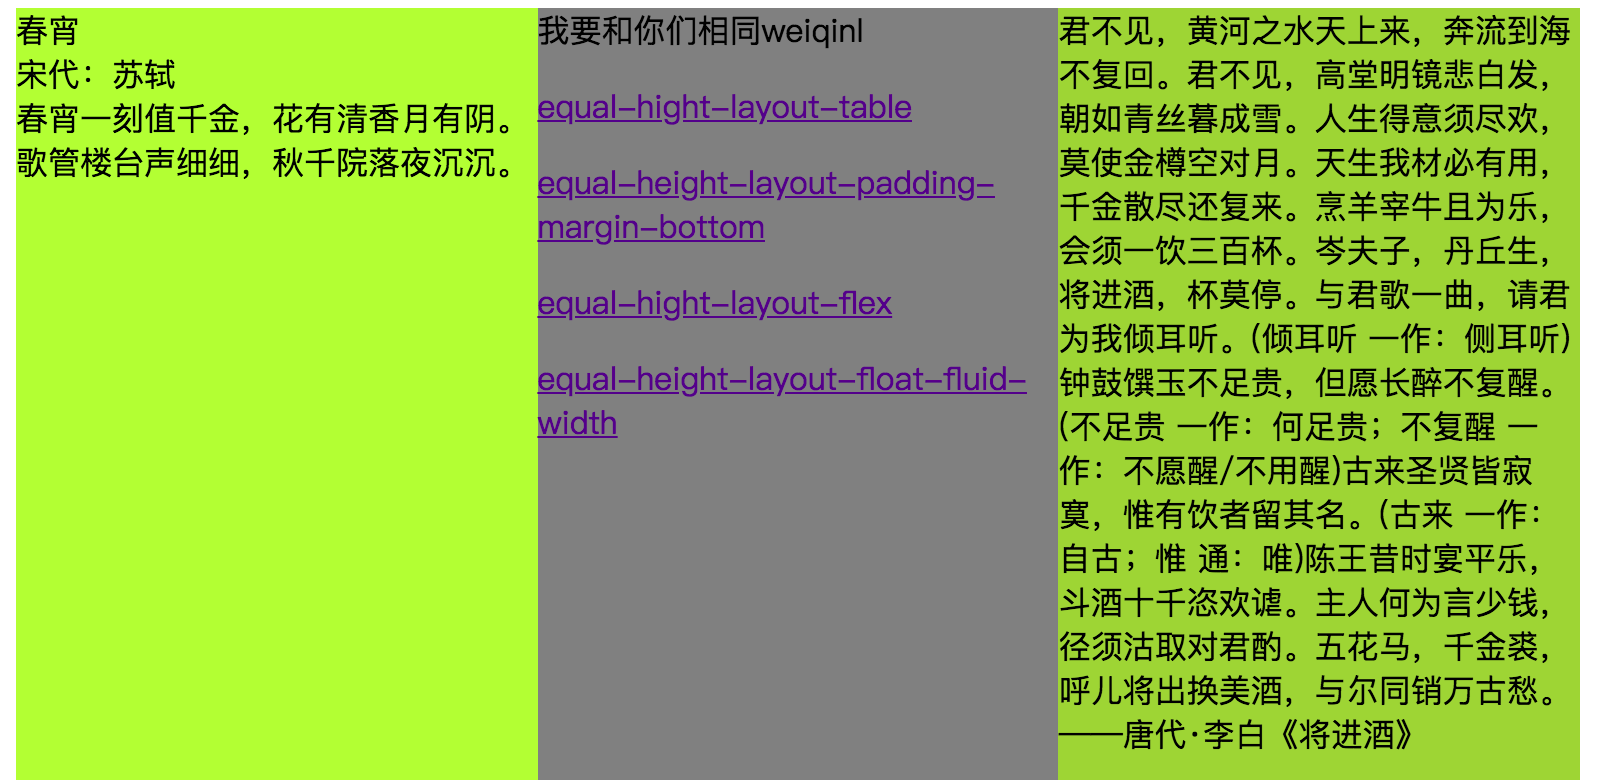 春宵
宋代：苏轼
春宵一刻值千金，花有清香月有阴。
歌管楼台声细细，秋千院落夜沉沉。
我要和你们相同weiqinl
equal-hight-layout-table
equal-height-layout-padding-
margin-bottom
equal-hight-layout-flex
equal-height-layout-float-fluid-
width
君不见，黄河之水天上来，奔流到海
不复回。君不见，高堂明镜悲白发，
朝如青丝暮成雪。人生得意须尽欢，
莫使金樽空对月。天生我材必有用，
千金散尽还复来。烹羊宰牛且为乐，
会须一饮三百杯。岑夫子，丹丘生，
将进酒，杯莫停。与君歌一曲，请君
为我倾耳听。(倾耳听 一作：侧耳听)
钟鼓馔玉不足贵，但愿长醉不复醒。
(不足贵 一作：何足贵；不复醒 一
作：不愿醒/不用醒)古来圣贤皆寂
寞，惟有饮者留其名。(古来 一作：
自古；惟 通：唯)陈王昔时宴平乐，
斗酒十千恣欢谑。主人何为言少钱，
径须沽取对君酌。五花马，千金裘，
呼儿将出换美酒，与尔同销万古愁。
——唐代·李白《将进酒》